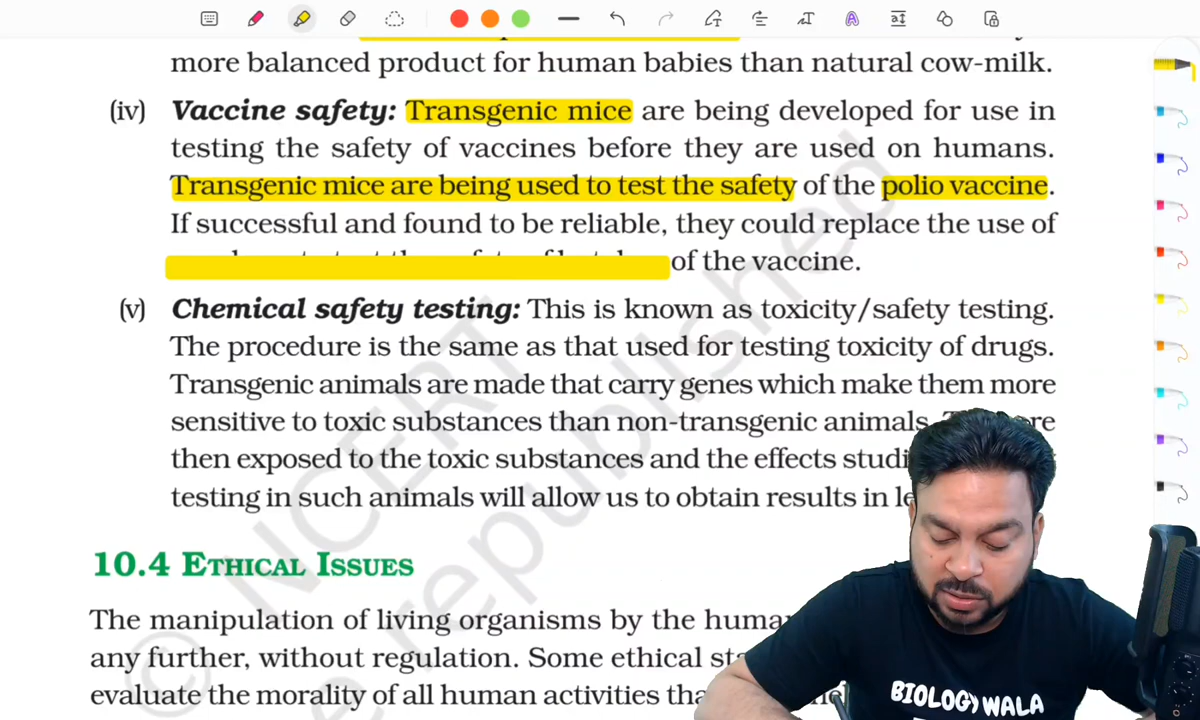 more balanced product for human babies than natural cow-milk.
(iv) Vaccine safety: Transgenic mice are being developed for use in
testing the safety of vaccines before they are used on humans.
Transgenic mice are being used to test the safety of the polio vaccine.
If successful and found to be reliable, they could replace the use of
of the vaccine.
(v) Chemical safety testing: This is known as toxicity/safety testing.
The procedure is the same as that used for testing toxicity of drugs.
Transgenic animals are made that carry genes which make them more
sensitive to toxic substances than non-transgenic animals.
then exposed to the toxic substances and the effects
testing in such animals will allow us to obtain results in
10.4 ETHICAL ISSUES
The manipulation of living organisms by the
any further, without regulation. Some ethical
evaluate the morality of all human activities
BIOLOGY WALA
© NCERT
republished